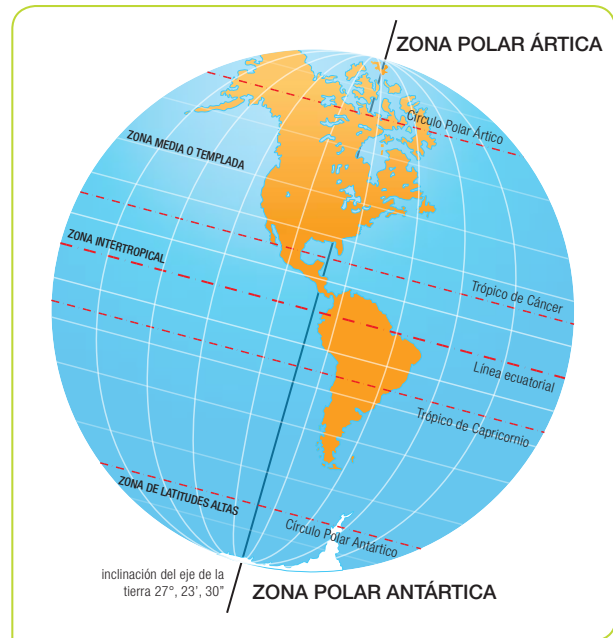 ZONA POLAR ÁRTICA
Círculo Polar Ártico
ZONA MEDIA O TEMPLADA
ZONA INTERTROPICAL
Trópico de Cáncer
Línea ecuatorial
Trópico de Capricornio
ZONA DE LATITUDES ALTAS
Círculo Polar Antártico
inclinación del eje de la
tierra 27°, 23’, 30”
ZONA POLAR ANTÁRTICA